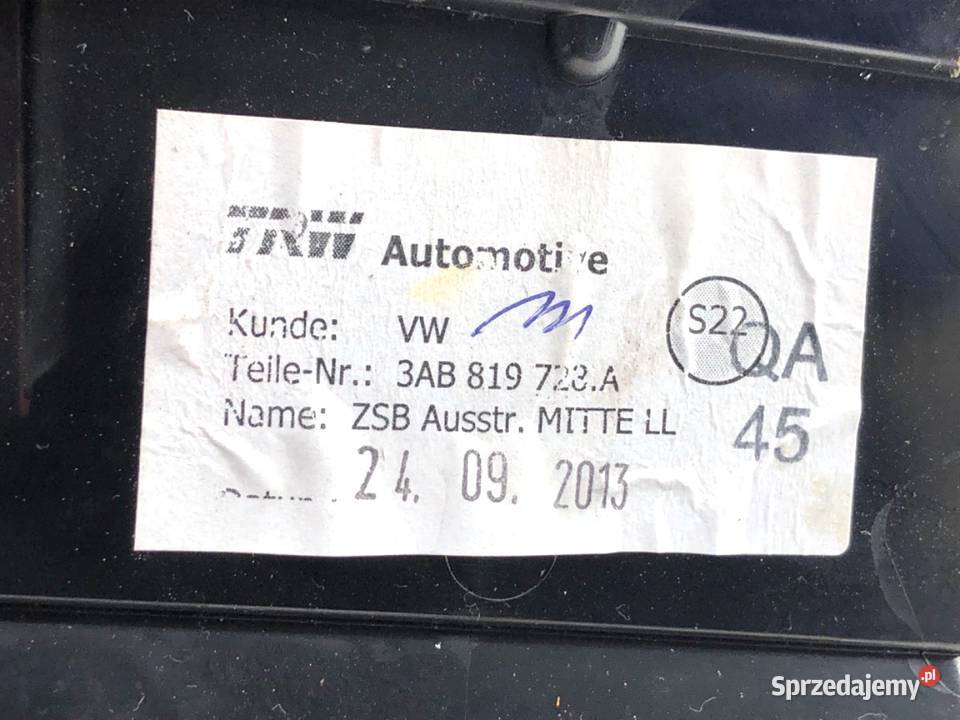 TRW Automotive
Kunde: VW
S22
QA
Teile-Nr.: 3AB 819 728.A
Name: ZSB Ausstr. MITTE LL
45
Datum:
24. 09. 2013
Sprzedajemy.pl